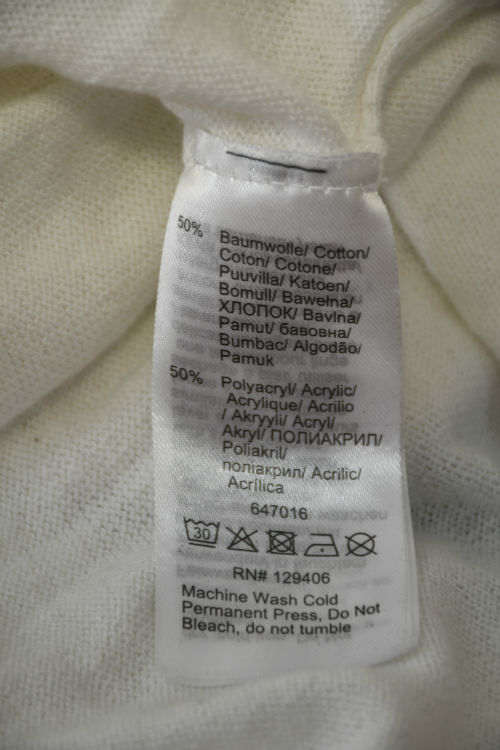 50%
Baumwolle/ Cotton/
Coton/ Cotone/
Puuvilla/ Katoen/
Bomull/ Bawełna/
ХЛОПОК/ Bavlna/
Pamut/ бавовна/
Bumbac/ Algodão/
Pamuk
50%
Polyacryl/ Acrylic/
Acrylique/ Acrilio
/ Akryyli/ Acryl/
Akryl/ ПОЛИАКРИЛ/
Poliakril/
поліакрил/ Acrilic/
Acrílica
647016
30
RN# 129406
Machine Wash Cold
Permanent Press, Do Not
Bleach, do not tumble